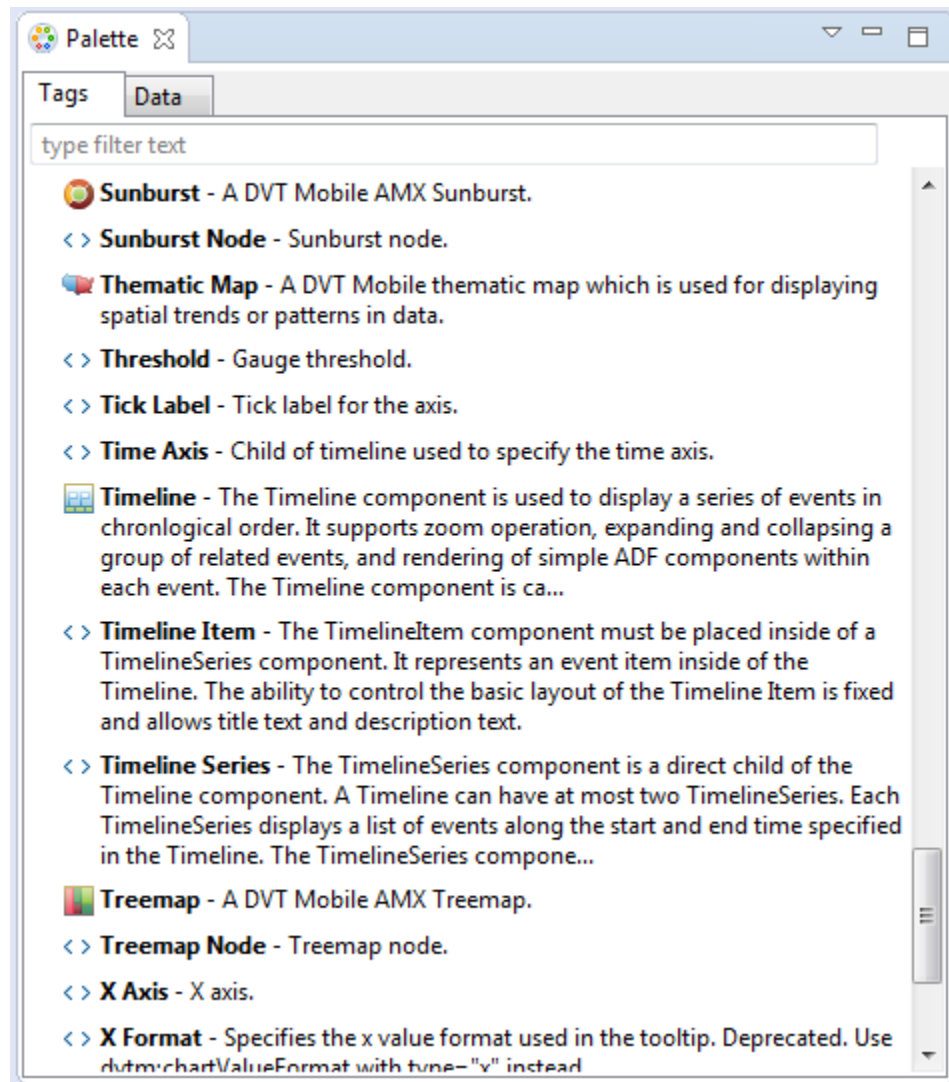 Palette
Tags Data
type filter text
Sunburst - A DVT Mobile AMX Sunburst.
< > Sunburst Node - Sunburst node.
Thematic Map - A DVT Mobile thematic map which is used for displaying
spatial trends or patterns in data.
< > Threshold - Gauge threshold.
< > Tick Label - Tick label for the axis.
< > Time Axis - Child of timeline used to specify the time axis.
Timeline - The Timeline component is used to display a series of events in
chronlogical order. It supports zoom operation, expanding and collapsing a
group of related events, and rendering of simple ADF components within
each event. The Timeline component is ca...
< > Timeline Item - The TimelineItem component must be placed inside of a
TimelineSeries component. It represents an event item inside of the
Timeline. The ability to control the basic layout of the Timeline Item is fixed
and allows title text and description text.
< > Timeline Series - The TimelineSeries component is a direct child of the
Timeline component. A Timeline can have at most two TimelineSeries. Each
TimelineSeries displays a list of events along the start and end time specified
in the Timeline. The TimelineSeries compone...
Treemap - A DVT Mobile AMX Treemap.
< > Treemap Node - Treemap node.
< > X Axis - X axis.
< > X Format - Specifies the x value format used in the tooltip. Deprecated. Use
dvtm:chartValueFormat with type="x" instead